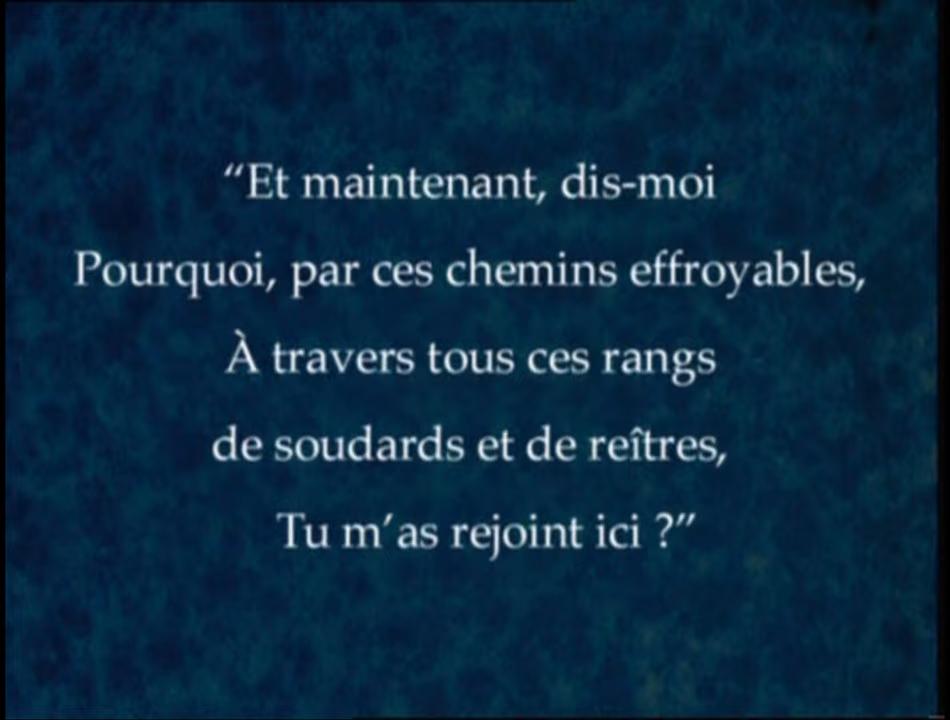 “Et maintenant, dis-moi
Pourquoi, par ces chemins effroyables,
À travers tous ces rangs
de soudards et de reîtres,
Tu m’as rejoint ici ?”